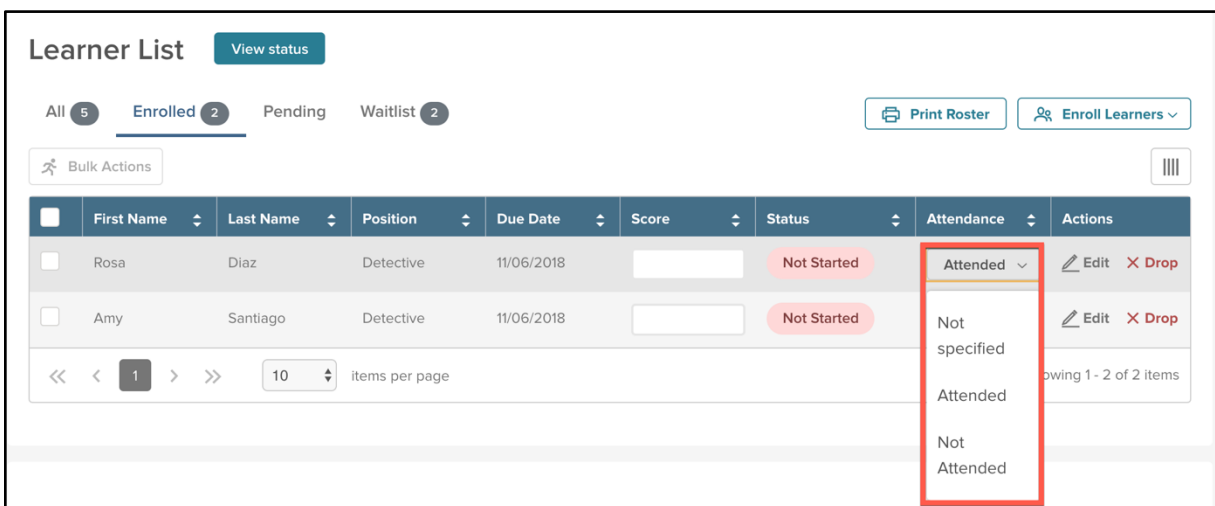 Learner List View status
All 5 Enrolled 2 Pending Waitlist 2 Print Roster Enroll Learners
Bulk Actions
First Name Last Name Position Due Date Score Status Attendance Actions
Rosa Diaz Detective 11/06/2018 Not Started Attended Edit Drop
Amy Santiago Detective 11/06/2018 Not Started Edit Drop
Not
specified
Attended
Not
Attended
1 10 items per page 1 - 2 of 2 items